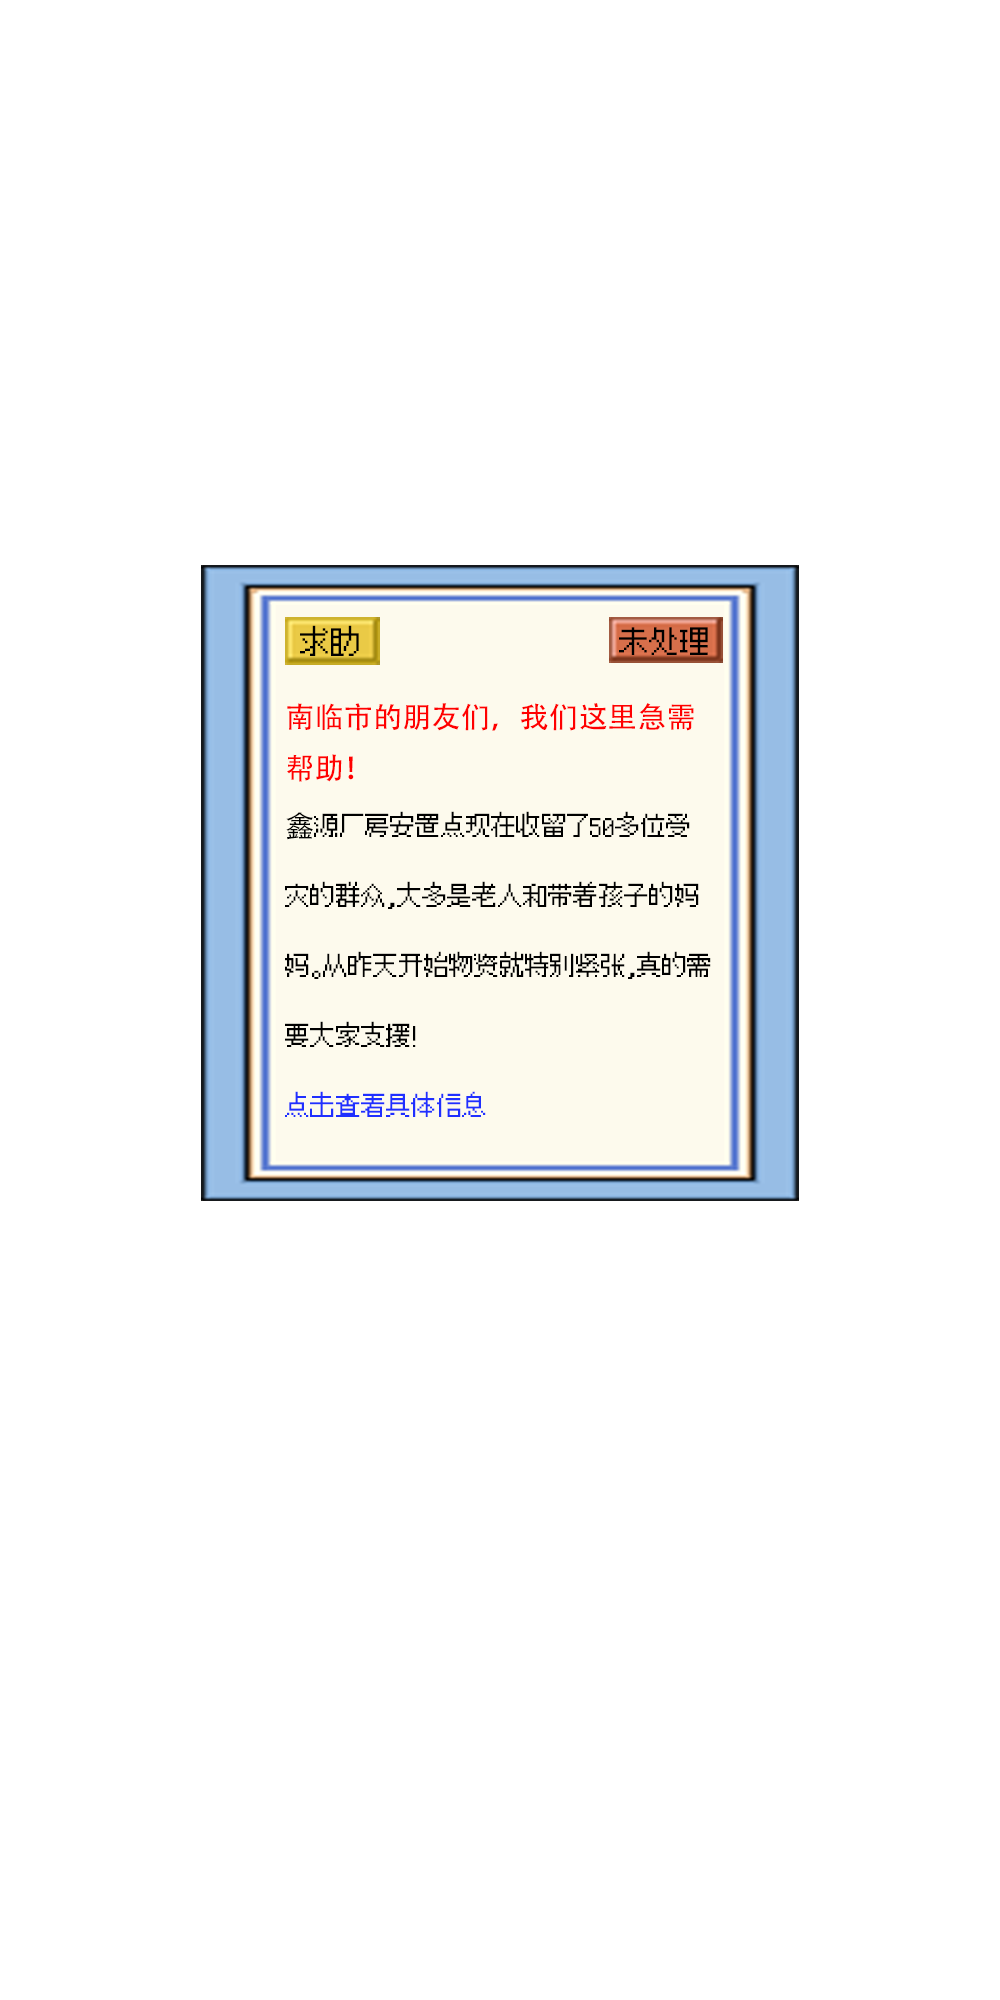 求助 未处理
南临市的朋友们，我们这里急需
帮助！
鑫源厂房安置点现在收留了50多位受
灾的群众,大多是老人和带着孩子的妈
妈。从昨天开始物资就特别紧张,真的需
要大家支援!
点击查看具体信息